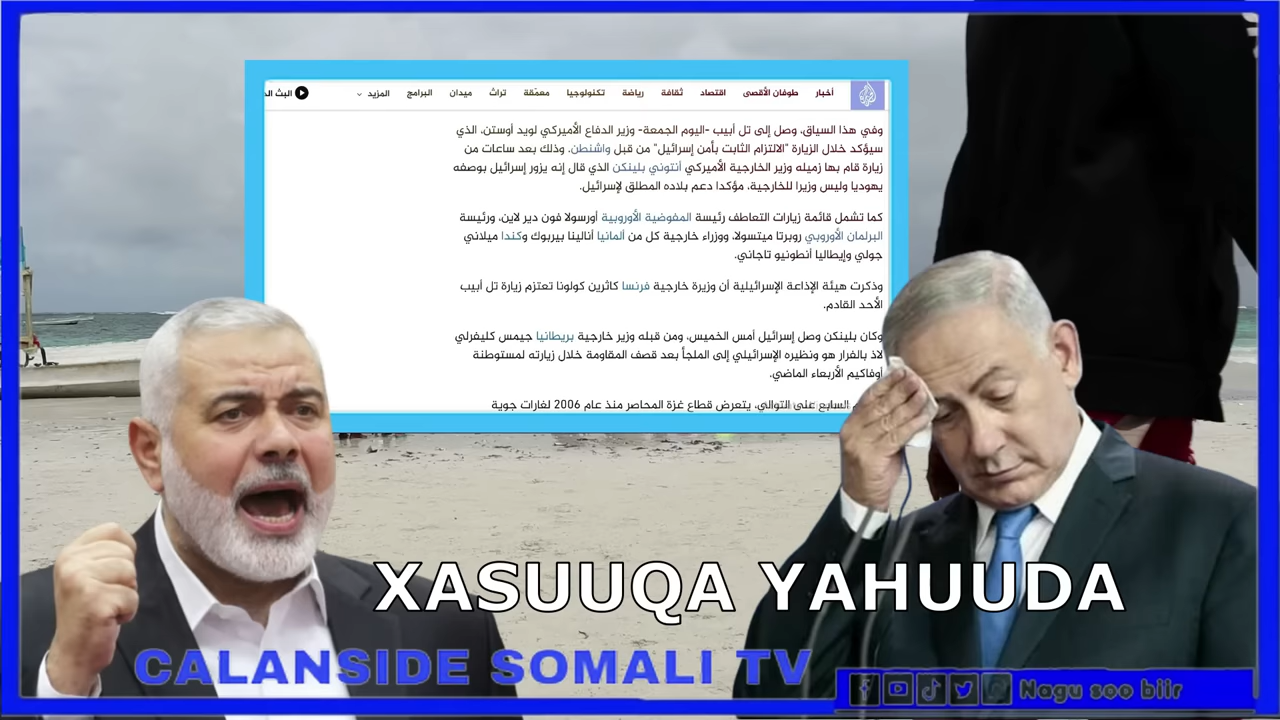 أخبار طوفان الأقصى اقتصاد ثقافة رياضة تكنولوجيا معمّقة تراث ميدان البرامج المزيد البث
وفي هذا السياق، وصل إلى تل أبيب -اليوم الجمعة- وزير الدفاع الأميركي لويد أوستن، الذي
سيؤكد خلال الزيارة "الالتزام الثابت بأمن إسرائيل" من قبل واشنطن، وذلك بعد ساعات من
زيارة قام بها زميله وزير الخارجية الأميركي أنتوني بلينكن الذي قال إنه يزور إسرائيل بوصفه
يهوديا وليس وزيرا للخارجية، مؤكدا دعم بلاده المطلق لإسرائيل.
كما تشمل قائمة زيارات التعاطف رئيسة المفوضية الأوروبية أورسولا فون دير لاين، ورئيسة
البرلمان الأوروبي روبرتا ميتسولا، ووزراء خارجية كل من ألمانيا أنالينا بيربوك وكندا ميلاني
جولي وإيطاليا أنطونيو تاجاني.
وذكرت هيئة الإذاعة الإسرائيلية أن وزيرة خارجية فرنسا كاثرين كولونا تعتزم زيارة تل أبيب
الأحد القادم.
وكان بلينكن وصل إسرائيل أمس الخميس، ومن قبله وزير خارجية بريطانيا جيمس كليفرلي
لاذ بالفرار هو ونظيره الإسرائيلي إلى الملجأ بعد قصف المقاومة خلال زيارته لمستوطنة
أوفاكيم الأربعاء الماضي.
السابع على التوالي، يتعرض قطاع غزة المحاصر منذ عام 2006 لغارات جوية
XASUUQA YAHUUDA
CALANSIDE SOMALI TV
Nagu soo biir